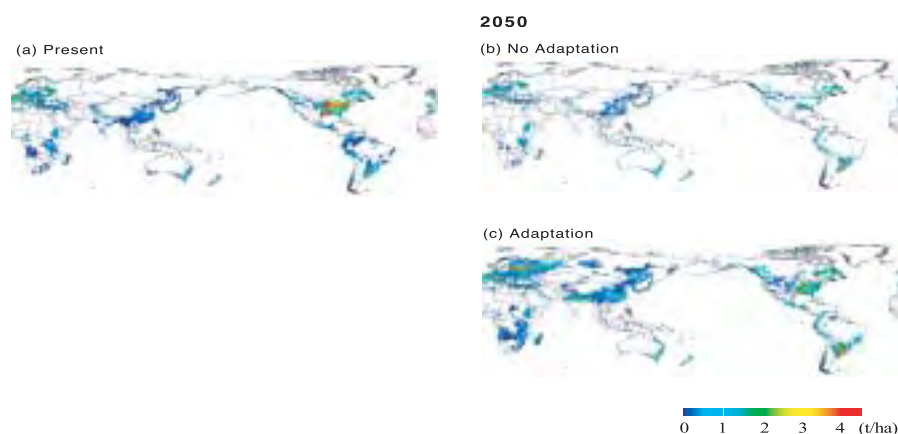 2050
(a) Present
(b) No Adaptation
(c) Adaptation
0 1 2 3 4 (t/ha)